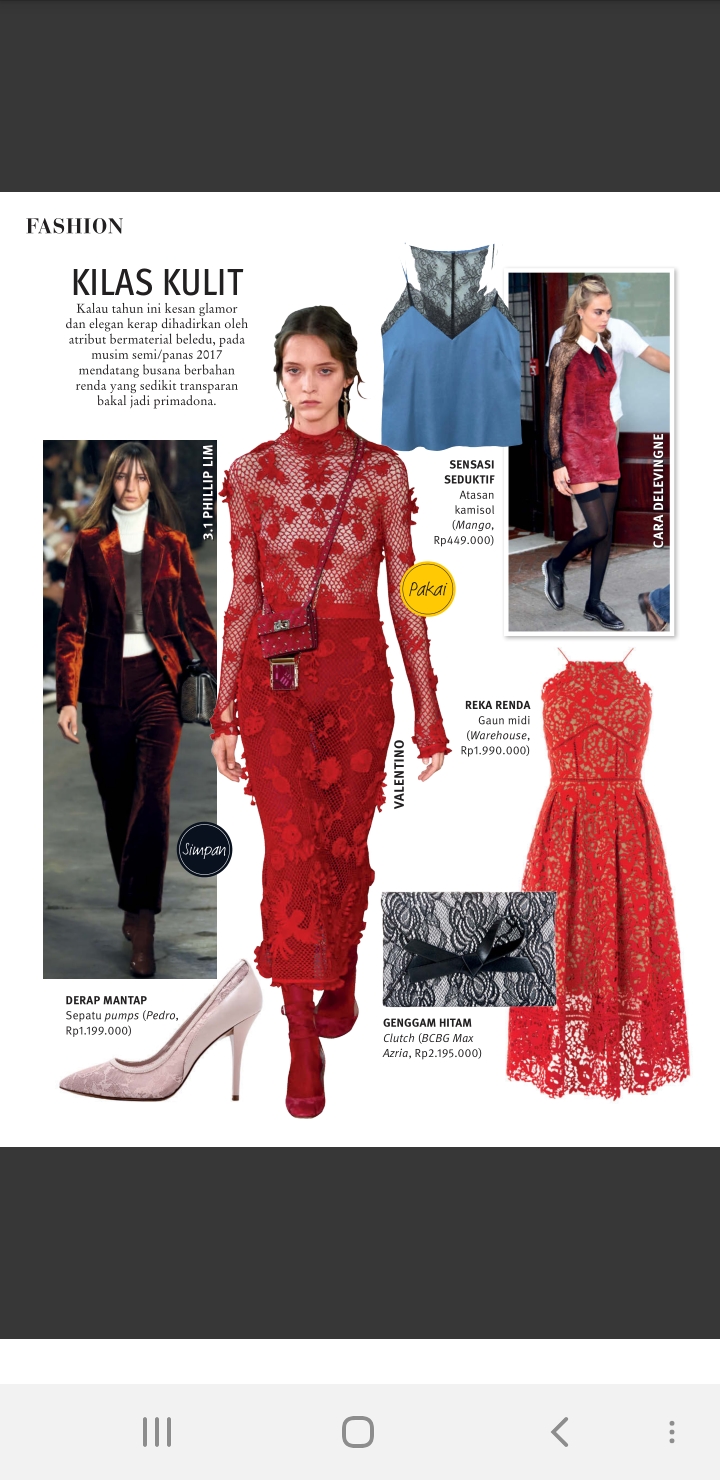 FASHION
KILAS KULIT
Kalau tahun ini kesan glamor
dan elegan kerap dihadirkan oleh
atribut bermaterial beledu, pada
musim semi/panas 2017
mendatang busana berbahan
renda yang sedikit transparan
bakal jadi primadona.
3.1 PHILLIP LIM
SENSASI
SEDUKTIF
Atasan
kamisol
(Mango,
Rp449.000)
CARA DELEVINGNE
Pakai
REKA RENDA
Gaun midi
(Warehouse,
Rp1.990.000)
VALENTINO
Simpan
DERAP MANTAP
Sepatu pumps (Pedro,
Rp1.199.000)
GENGGAM HITAM
Clutch (BCBG Max
Azria, Rp2.195.000)